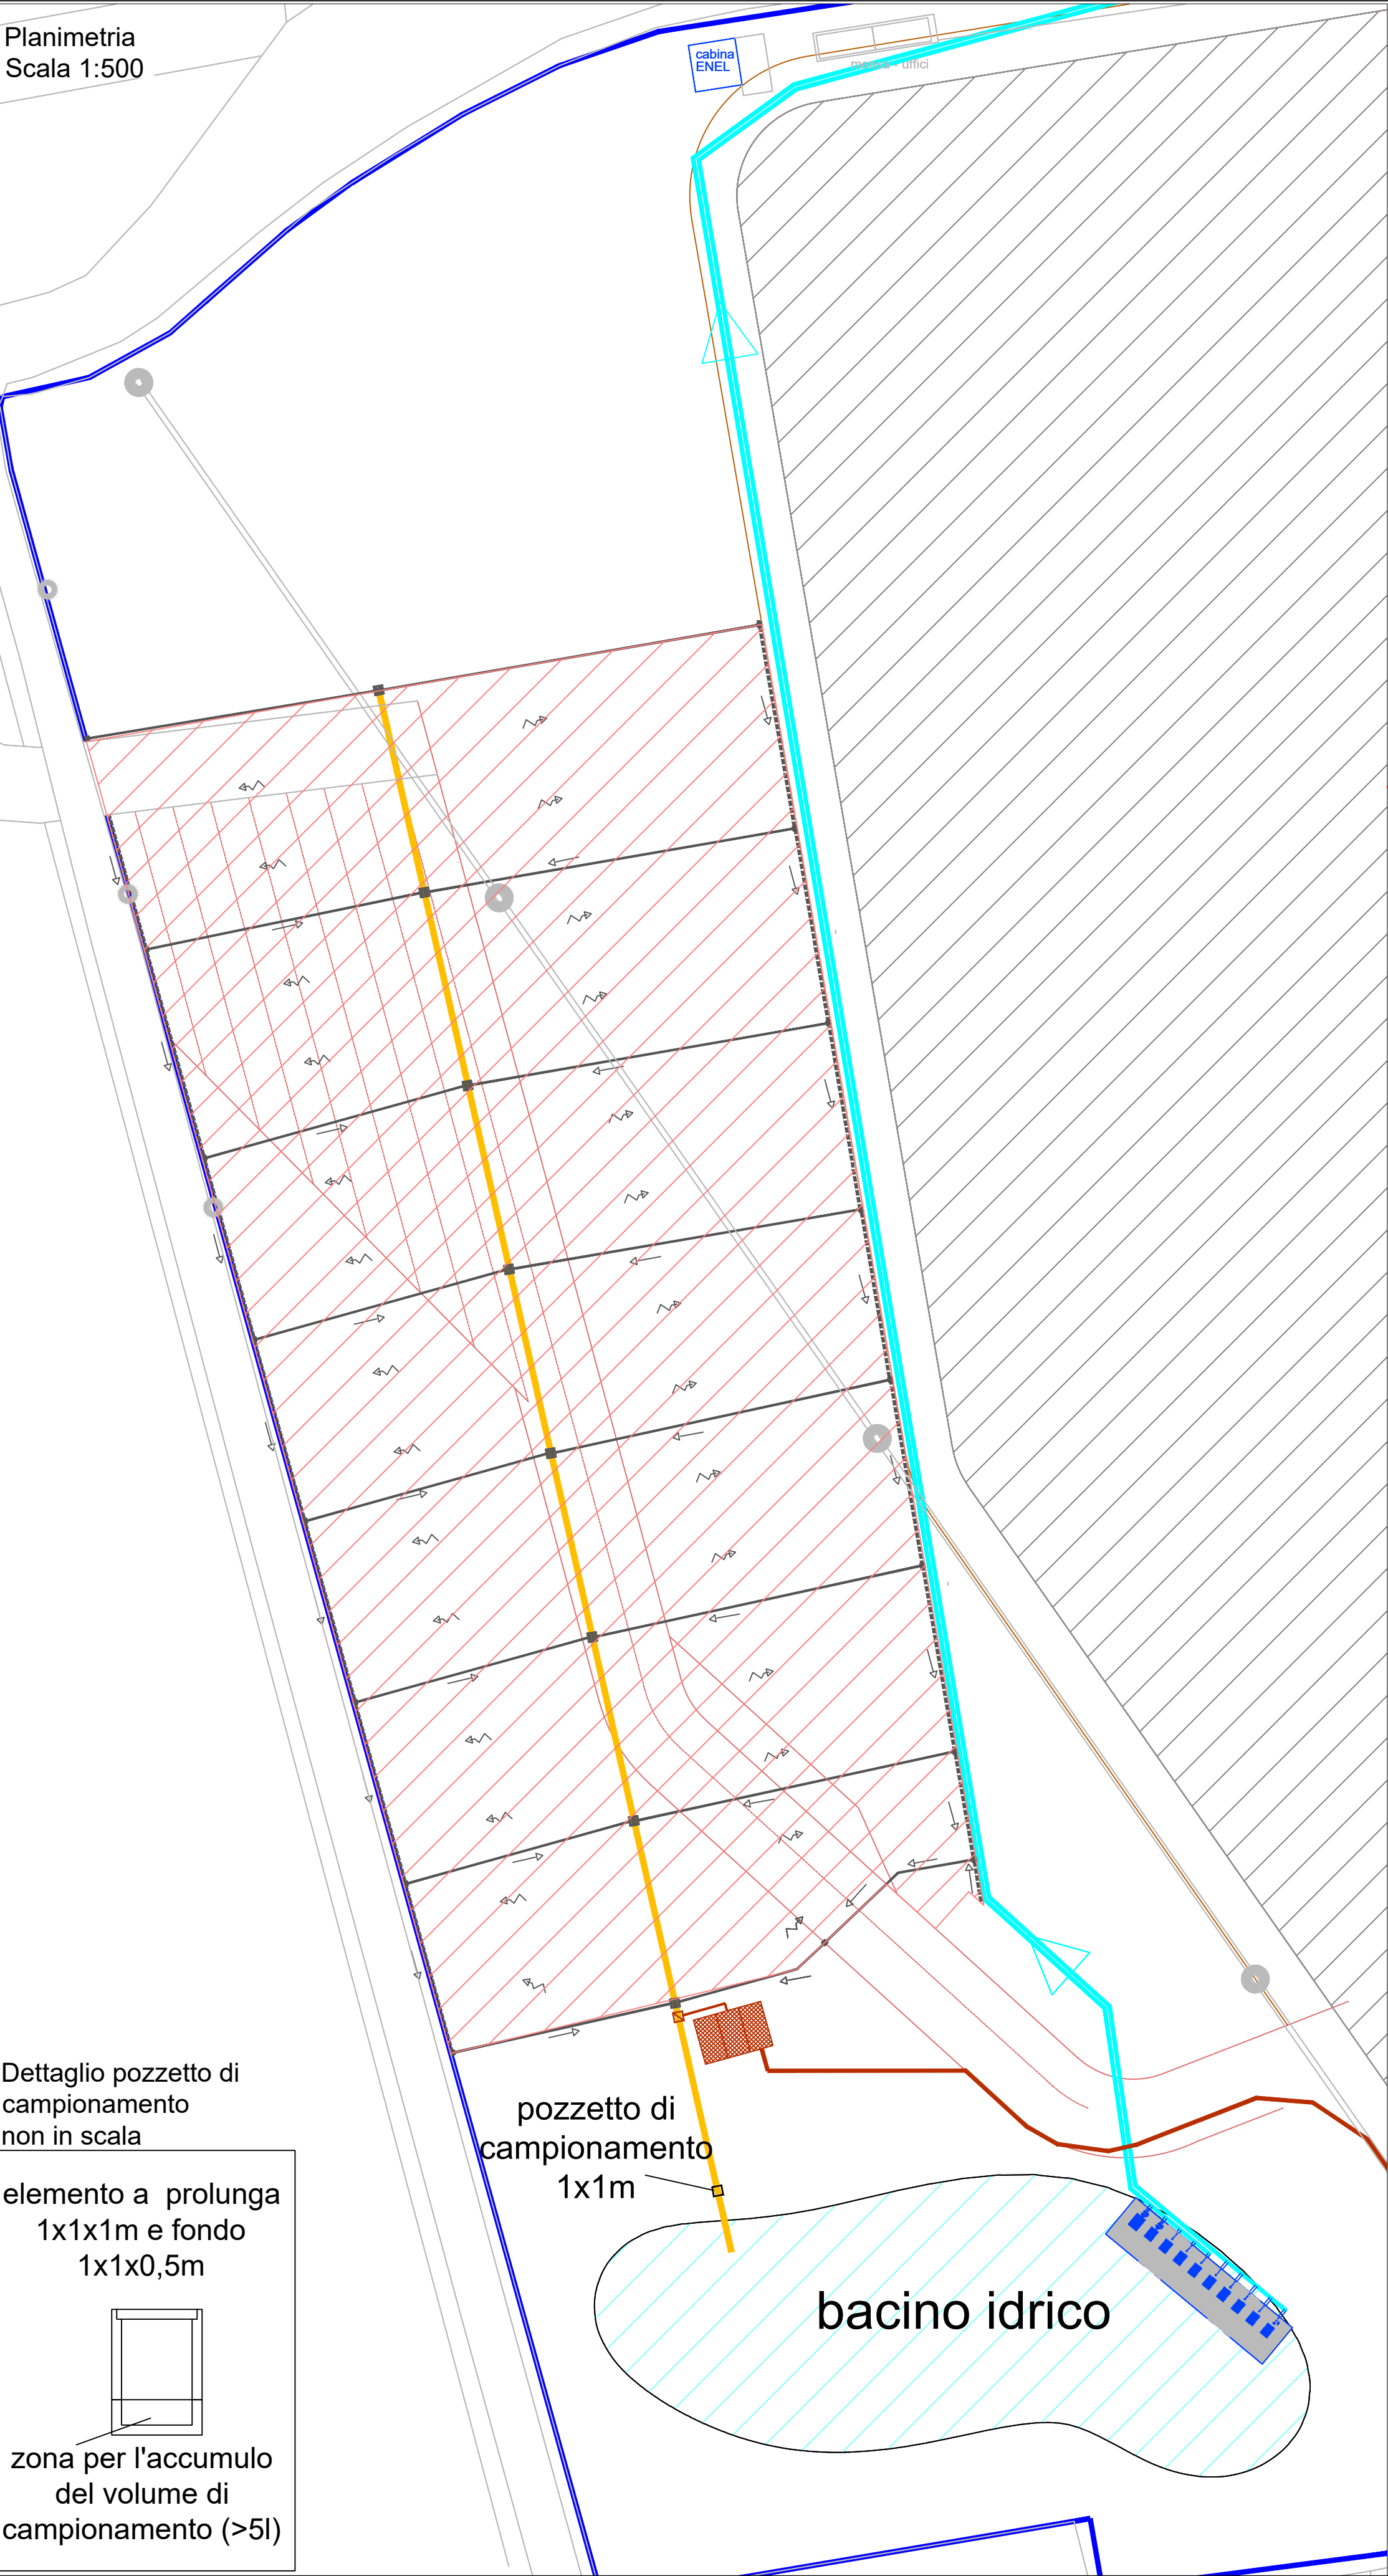 Planimetria
Scala 1:500
cabina
ENEL
uffici
Dettaglio pozzetto di
campionamento
non in scala
elemento a prolunga
1x1x1m e fondo
1x1x0,5m
zona per l'accumulo
del volume di
campionamento (>5l)
pozzetto di
campionamento
1x1m
bacino idrico